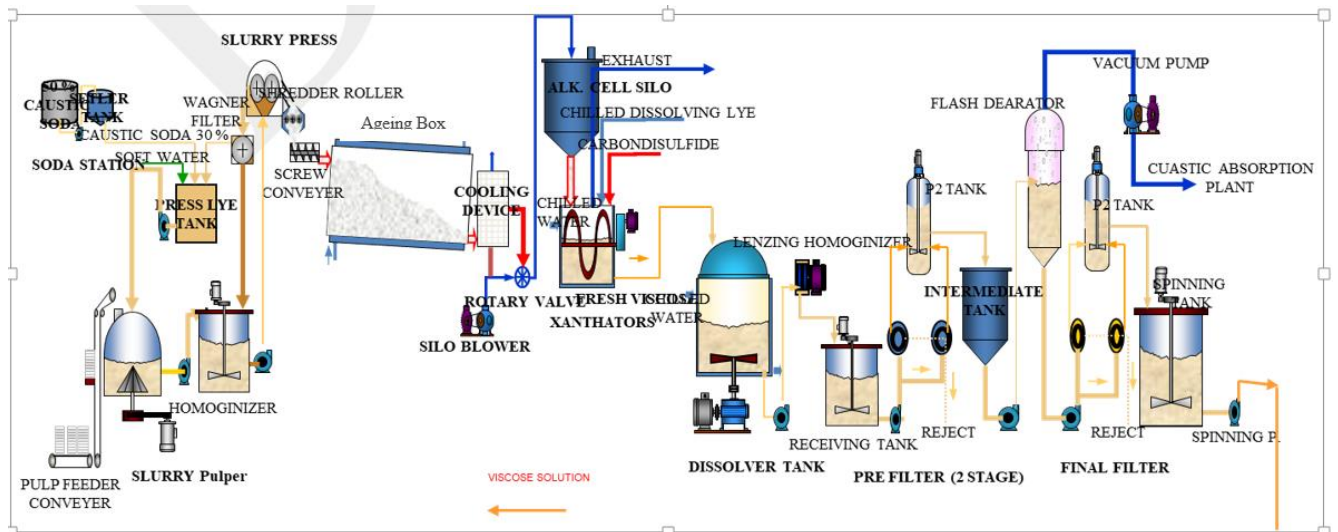 SLURRY PRESS
CAUSTIC
SODA
SETLER
TANK
WAGNER
FILTER
SHREDDER ROLLER
CAUSTIC SODA 30%
SODA STATION
SOFT WATER
PRESS LYE
TANK
SCREW
CONVEYER
Ageing Box
COOLING
DEVICE
EXHAUST
ALK. CELL SILO
CHILLED DISSOLVING LYE
CARBONDISULFIDE
CHILLED
WATER
ROTARY VALVE
FRESH VISCOSE
XANTHATORS
SILO BLOWER
HOMOGINIZER
SLURRY Pulper
PULP FEEDER
CONVEYER
WATER
LENZING HOMOGINIZER
DISSOLVER TANK
RECEIVING TANK
P2 TANK
INTERMEDIATE
TANK
REJECT
PRE FILTER (2 STAGE)
FLASH DEARATOR
VACUUM PUMP
CUASTIC ABSORPTION
PLANT
P2 TANK
SPINNING
TANK
REJECT
FINAL FILTER
SPINNING P.
VISCOSE SOLUTION